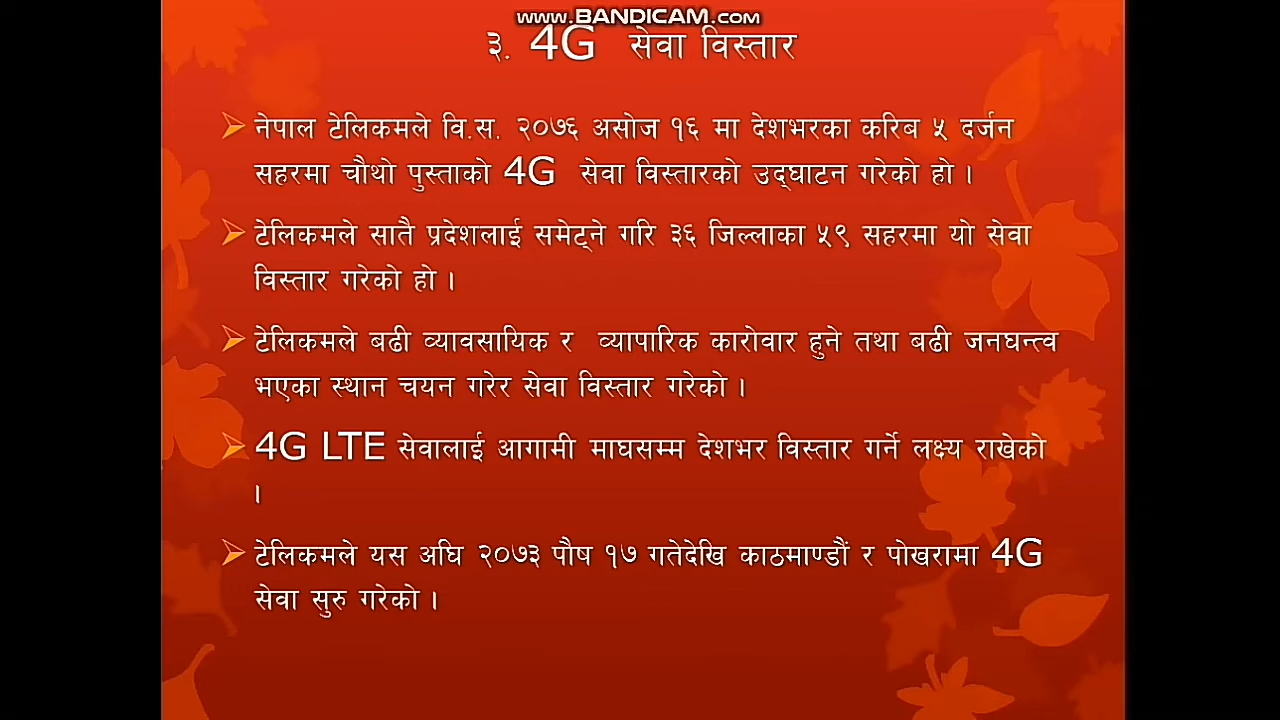 www.BANDICAM.com
३. 4G सेवा विस्तार
➢ नेपाल टेलिकमले वि.स. २०७६ असोज १६ मा देशभरका करिब ५ दर्जन
सहरमा चौथो पुस्ताको 4G सेवा विस्तारको उद्घाटन गरेको हो ।
➢ टेलिकमले सातै प्रदेशलाई समेट्ने गरि ३६ जिल्लाका ५९ सहरमा यो सेवा
विस्तार गरेको हो ।
➢ टेलिकमले बढी व्यावसायिक र व्यापारिक कारोवार हुने तथा बढी जनघन्त्व
भएका स्थान चयन गरेर सेवा विस्तार गरेको ।
➢ 4G LTE सेवालाई आगामी माघसम्म देशभर विस्तार गर्ने लक्ष्य राखेको
।
➢ टेलिकमले यस अघि २०७३ पौष १७ गतेदेखि काठमाण्डौं र पोखरामा 4G
सेवा सुरु गरेको ।